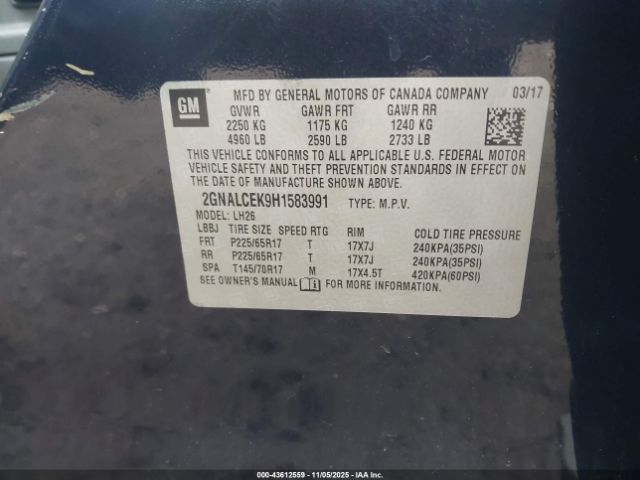 GM
MFD BY GENERAL MOTORS OF CANADA COMPANY 03/17
GVWR GAWR FRT GAWR RR
2250 KG 1175 KG 1240 KG
4960 LB 2590 LB 2733 LB
THIS VEHICLE CONFORMS TO ALL APPLICABLE U.S. FEDERAL MOTOR
VEHICLE SAFETY AND THEFT PREVENTION STANDARDS IN EFFECT ON
THE DATE OF MANUFACTURE SHOWN ABOVE.
2GNALCEK9H1583991 TYPE: M.P.V.
MODEL: LH26
LBBJ TIRE SIZE SPEED RTG RIM COLD TIRE PRESSURE
FRT P225/65R17 T 17X7J 240KPA(35PSI)
RR P225/65R17 T 17X7J 240KPA(35PSI)
SPA T145/70R17 M 17X4.5T 420KPA(60PSI)
SEE OWNER'S MANUAL FOR MORE INFORMATION.
00-43612559 - 11/05/2025 - IAAI.COM